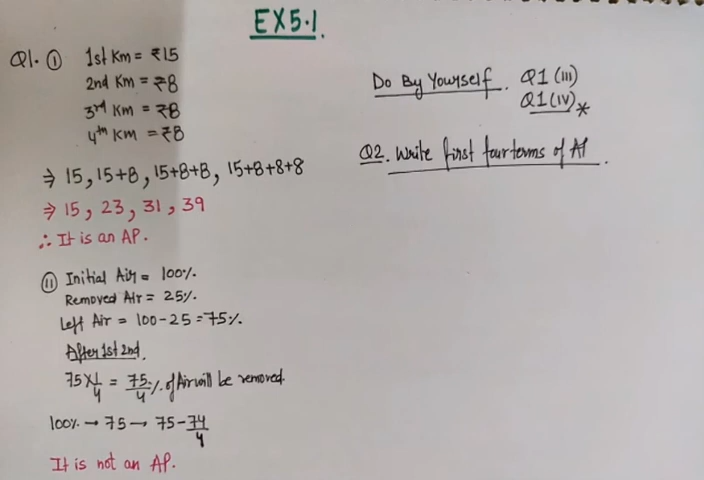 EX5.1.
Q1. (i) 1st Km = ₹15
2nd Km = ₹8
3rd Km = ₹8
4th Km = ₹8
⇒ 15, 15+8, 15+8+8, 15+8+8+8
⇒ 15, 23, 31, 39
∴ It is an AP.
(ii) Initial Air = 100%.
Removed Air = 25%.
Left Air = 100-25 = 75%.
After 1st 2nd.
75 × 1/4 = 75/4 % of Air will be removed.
100% → 75 → 75 - 74/4
It is not an AP.
Do By Yourself. Q1 (iii)
Q1 (iv) *
Q2. Write first four terms of AP.